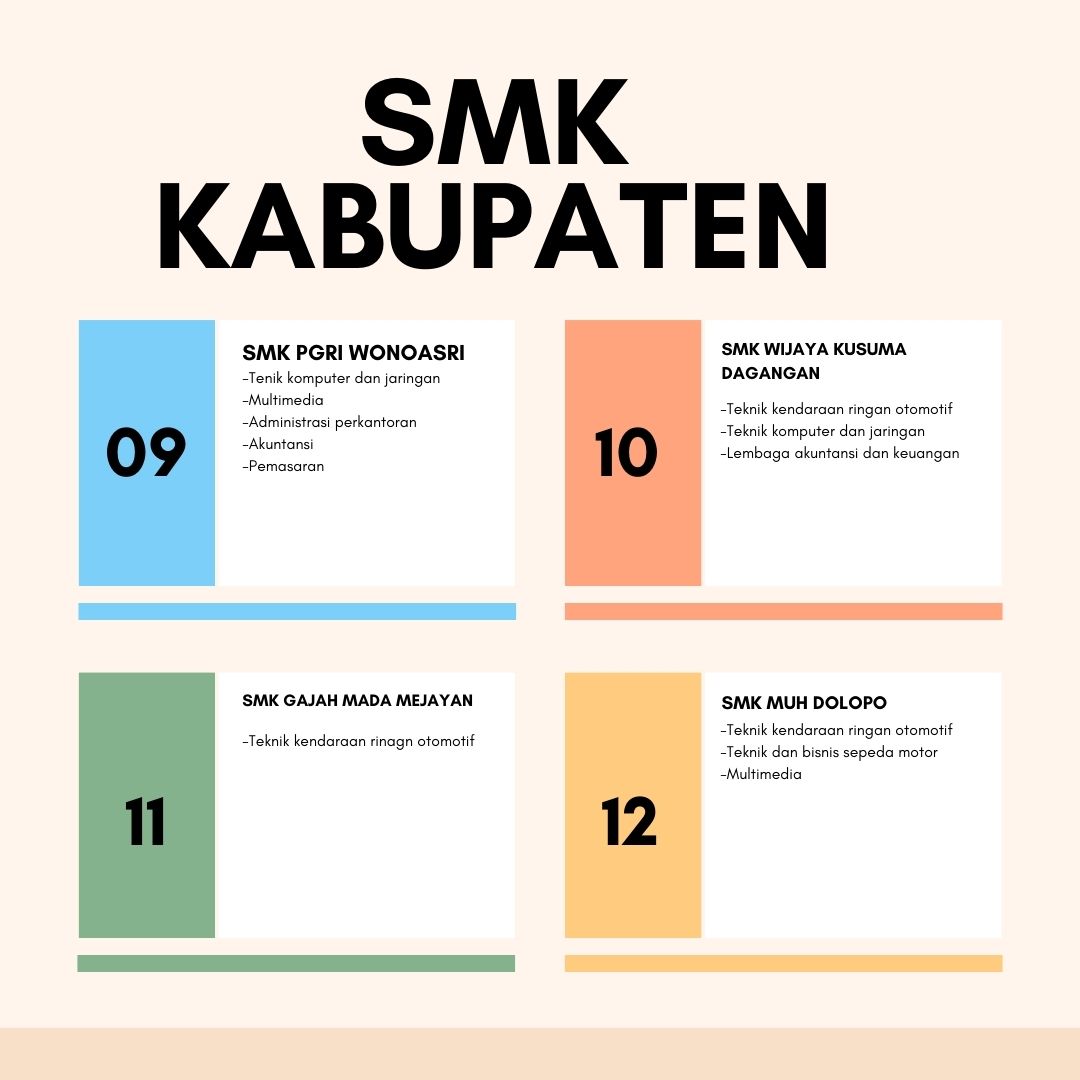 SMK
KABUPATEN
09
SMK PGRI WONOASRI
-Tenik komputer dan jaringan
-Multimedia
-Administrasi perkantoran
-Akuntansi
-Pemasaran
10
SMK WIJAYA KUSUMA
DAGANGAN
-Teknik kendaraan ringan otomotif
-Teknik komputer dan jaringan
-Lembaga akuntansi dan keuangan
11
SMK GAJAH MADA MEJAYAN
-Teknik kendaraan rinagn otomotif
12
SMK MUH DOLOPO
-Teknik kendaraan ringan otomotif
-Teknik dan bisnis sepeda motor
-Multimedia